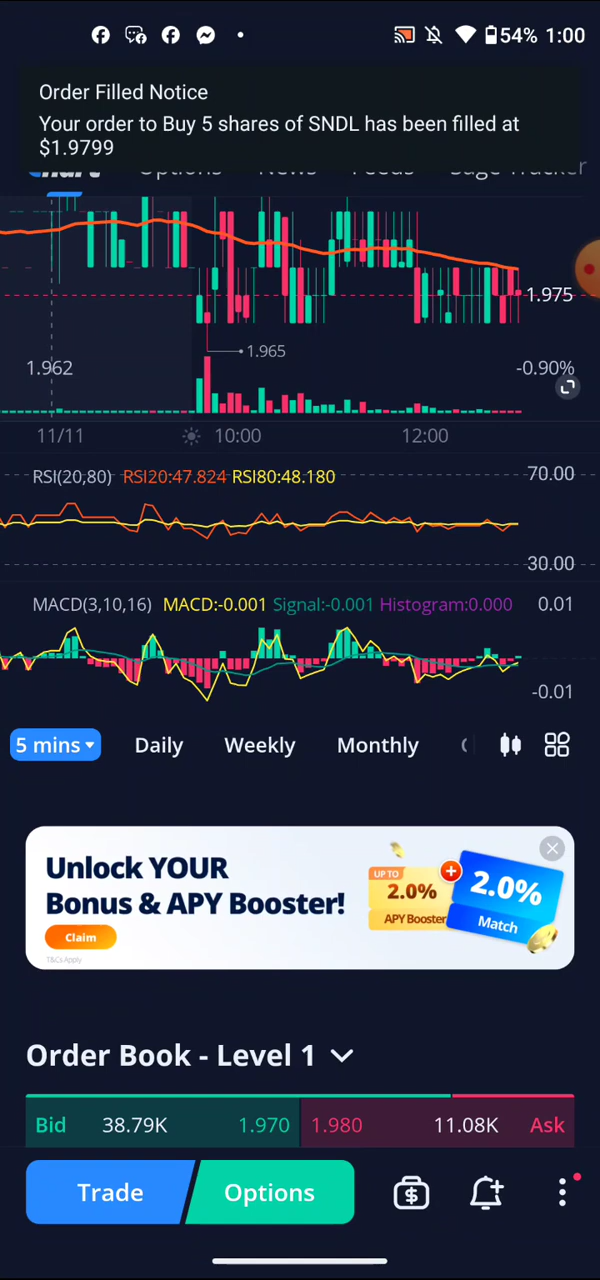 54% 1:00
Order Filled Notice
Your order to Buy 5 shares of SNDL has been filled at
$1.9799
Chart Options News Feeds Sage Tracker
1.975
1.965
1.962 -0.90%
11/11 10:00 12:00
RSI(20,80) RSI20:47.824 RSI80:48.180 70.00
30.00
MACD(3,10,16) MACD:-0.001 Signal:-0.001 Histogram:0.000 0.01
-0.01
5 mins Daily Weekly Monthly
Unlock YOUR
Bonus & APY Booster!
Claim
T&Cs Apply
UP TO
2.0%
APY Booster
2.0%
Match
Order Book - Level 1
Bid 38.79K 1.970 1.980 11.08K Ask
Trade Options